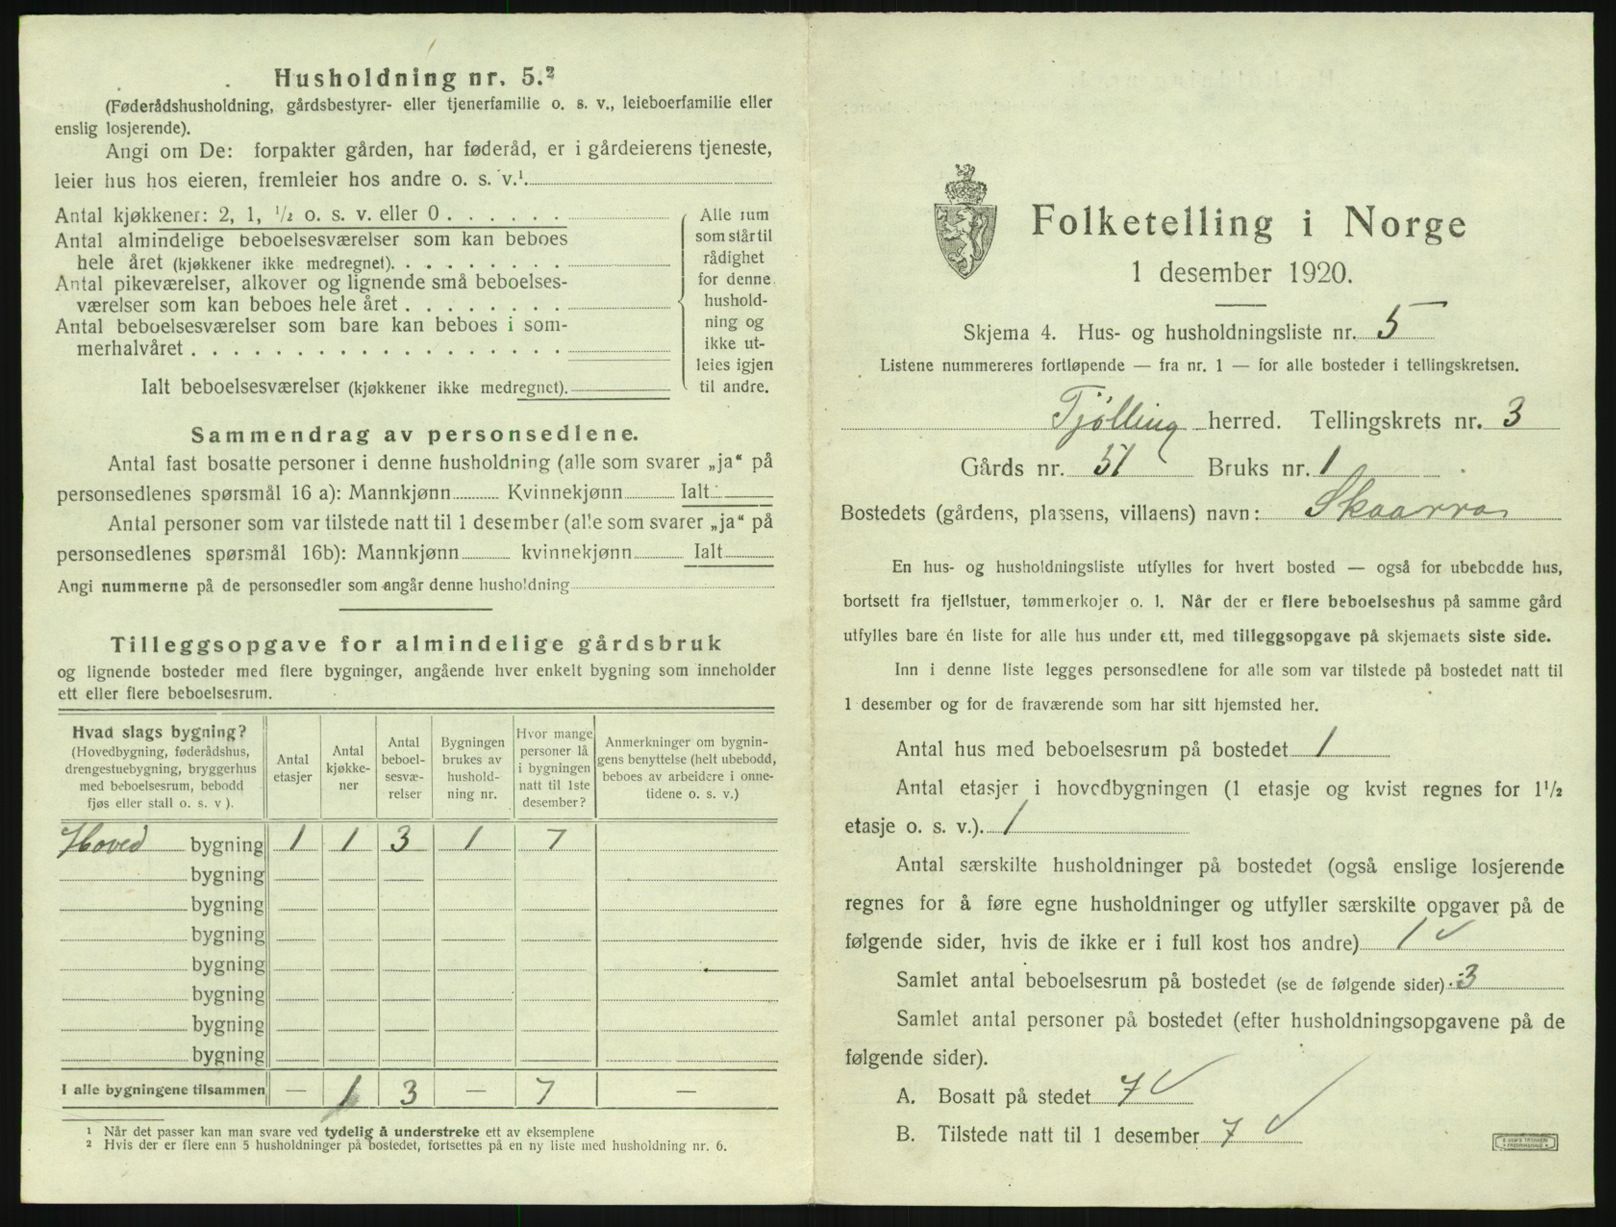 Husholdning nr. 5.²
(Føderådshusholdning, gårdsbestyrer- eller tjenerfamilie o. s. v., leieboerfamilie eller
enslig losjerende).
Angi om De: forpakter gården, har føderåd, er i gårdeierens tjeneste,
leier hus hos eieren, fremleier hos andre o. s. v.¹
Antal kjøkkener: 2, 1, ½ o. s. v. eller 0
Antal almindelige beboelsesværelser som kan beboes
hele året (kjøkkener ikke medregnet).
Antal pikeværelser, alkover og lignende små beboelses-
værelser som kan beboes hele året
Antal beboelsesværelser som bare kan beboes i som-
merhalvåret
Ialt beboelsesværelser (kjøkkener ikke medregnet).
Alle rum
som står til
rådighet
for denne
hushold-
ning og
ikke ut-
leies igjen
til andre.
Sammendrag av personsedlene.
Antal fast bosatte personer i denne husholdning (alle som svarer „ja“ på
personsedlenes spørsmål 16 a): Mannkjønn Kvinnekjønn Ialt
Antal personer som var tilstede natt til 1 desember (alle som svarer „ja“ på
personsedlenes spørsmål 16b): Mannkjønn kvinnekjønn Ialt
Angi nummerne på de personsedler som angår denne husholdning
Tilleggsopgave for almindelige gårdsbruk
og lignende bosteder med flere bygninger, angående hver enkelt bygning som inneholder
ett eller flere beboelsesrum.
Hvad slags bygning?
(Hovedbygning, føderådshus,
drengestuebygning, bryggerhus
med beboelsesrum, bebodd
fjøs eller stall o. s. v ).
Antal
etasjer
Antal
kjøkke-
ner
Antal
beboel-
sesvæ-
relser
Bygningen
brukes av
hushold-
ning nr.
Hvor mange
personer lå
i bygningen
natt til 1ste
desember?
Anmerkninger om bygnin-
gens benyttelse (helt ubebodd,
beboes av arbeidere i onne-
tidene o. s. v.)
Hoved bygning 1 1 3 1 7
bygning
bygning
bygning
bygning
bygning
bygning
bygning
I alle bygningene tilsammen — 1 3 — 7 —
¹ Når det passer kan man svare ved tydelig å understreke ett av eksemplene
² Hvis der er flere enn 5 husholdninger på bostedet, fortsettes på en ny liste med husholdning nr. 6.
Folketelling i Norge
1 desember 1920.
Skjema 4. Hus- og husholdningsliste nr. 5
Listene nummereres fortløpende — fra nr. 1 — for alle bosteder i tellingskretsen.
Tjølling herred. Tellingskrets nr. 3
Gårds nr. 51 Bruks nr. 1
Bostedets (gårdens, plassens, villaens) navn: Skaarra
En hus- og husholdningsliste utfylles for hvert bosted — også for ubebodde hus,
bortsett fra fjellstuer, tømmerkojer o. l. Når der er flere beboelseshus på samme gård
utfylles bare én liste for alle hus under ett, med tilleggsopgave på skjemaets siste side.
Inn i denne liste legges personsedlene for alle som var tilstede på bostedet natt til
1 desember og for de fraværende som har sitt hjemsted her.
Antal hus med beboelsesrum på bostedet 1
Antal etasjer i hovedbygningen (1 etasje og kvist regnes for 1½
etasje o. s. v.). 1
Antal særskilte husholdninger på bostedet (også enslige losjerende
regnes for å føre egne husholdninger og utfyller særskilte opgaver på de
følgende sider, hvis de ikke er i full kost hos andre) 1 ✓
Samlet antal beboelsesrum på bostedet (se de følgende sider). 3
Samlet antal personer på bostedet (efter husholdningsopgavene på de
følgende sider).
A. Bosatt på stedet 7 ✓
B. Tilstede natt til 1 desember 7 ✓